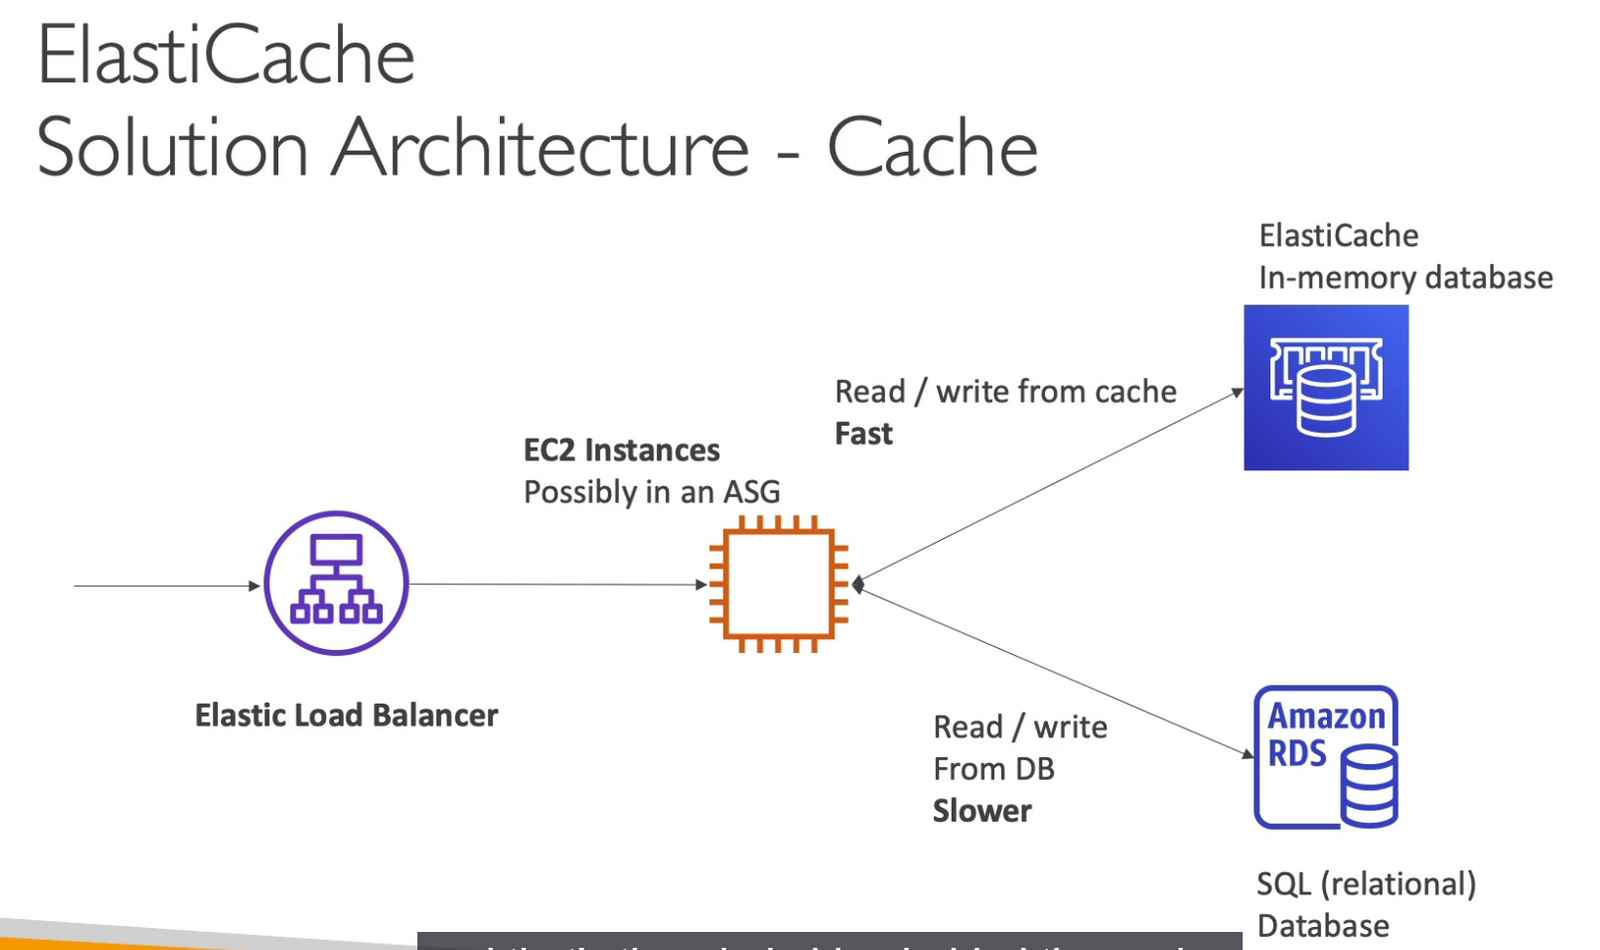 ElastiCache
Solution Architecture - Cache
ElastiCache
In-memory database
Read / write from cache
Fast
EC2 Instances
Possibly in an ASG
Elastic Load Balancer
Read / write
From DB
Slower
Amazon
RDS
SQL (relational)
Database